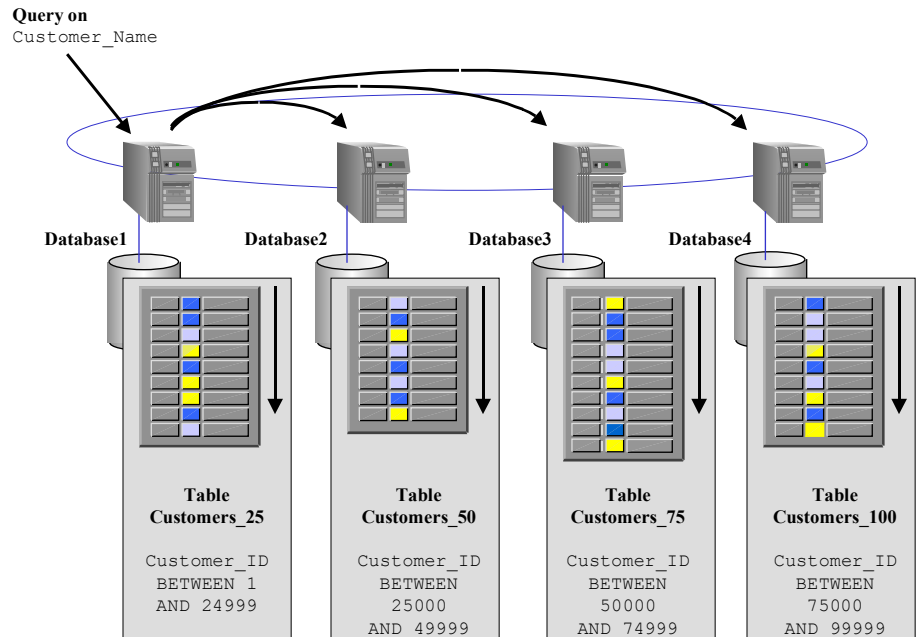 Query on
Customer_Name
Database1
Database2
Database3
Database4
Table
Customers_25
Customer_ID
BETWEEN 1
AND 24999
Table
Customers_50
Customer_ID
BETWEEN
25000
AND 49999
Table
Customers_75
Customer_ID
BETWEEN
50000
AND 74999
Table
Customers_100
Customer_ID
BETWEEN
75000
AND 99999